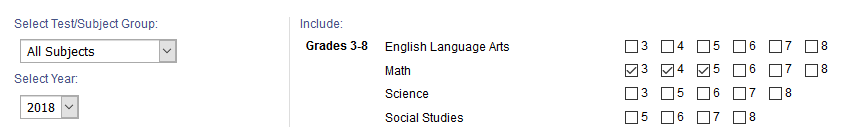 Select Test/Subject Group:
All Subjects
Select Year:
2018
Include:
Grades 3-8 English Language Arts 3 4 5 6 7 8
Math 3 4 5 6 7 8
Science 3 5 6 7 8
Social Studies 5 6 7 8